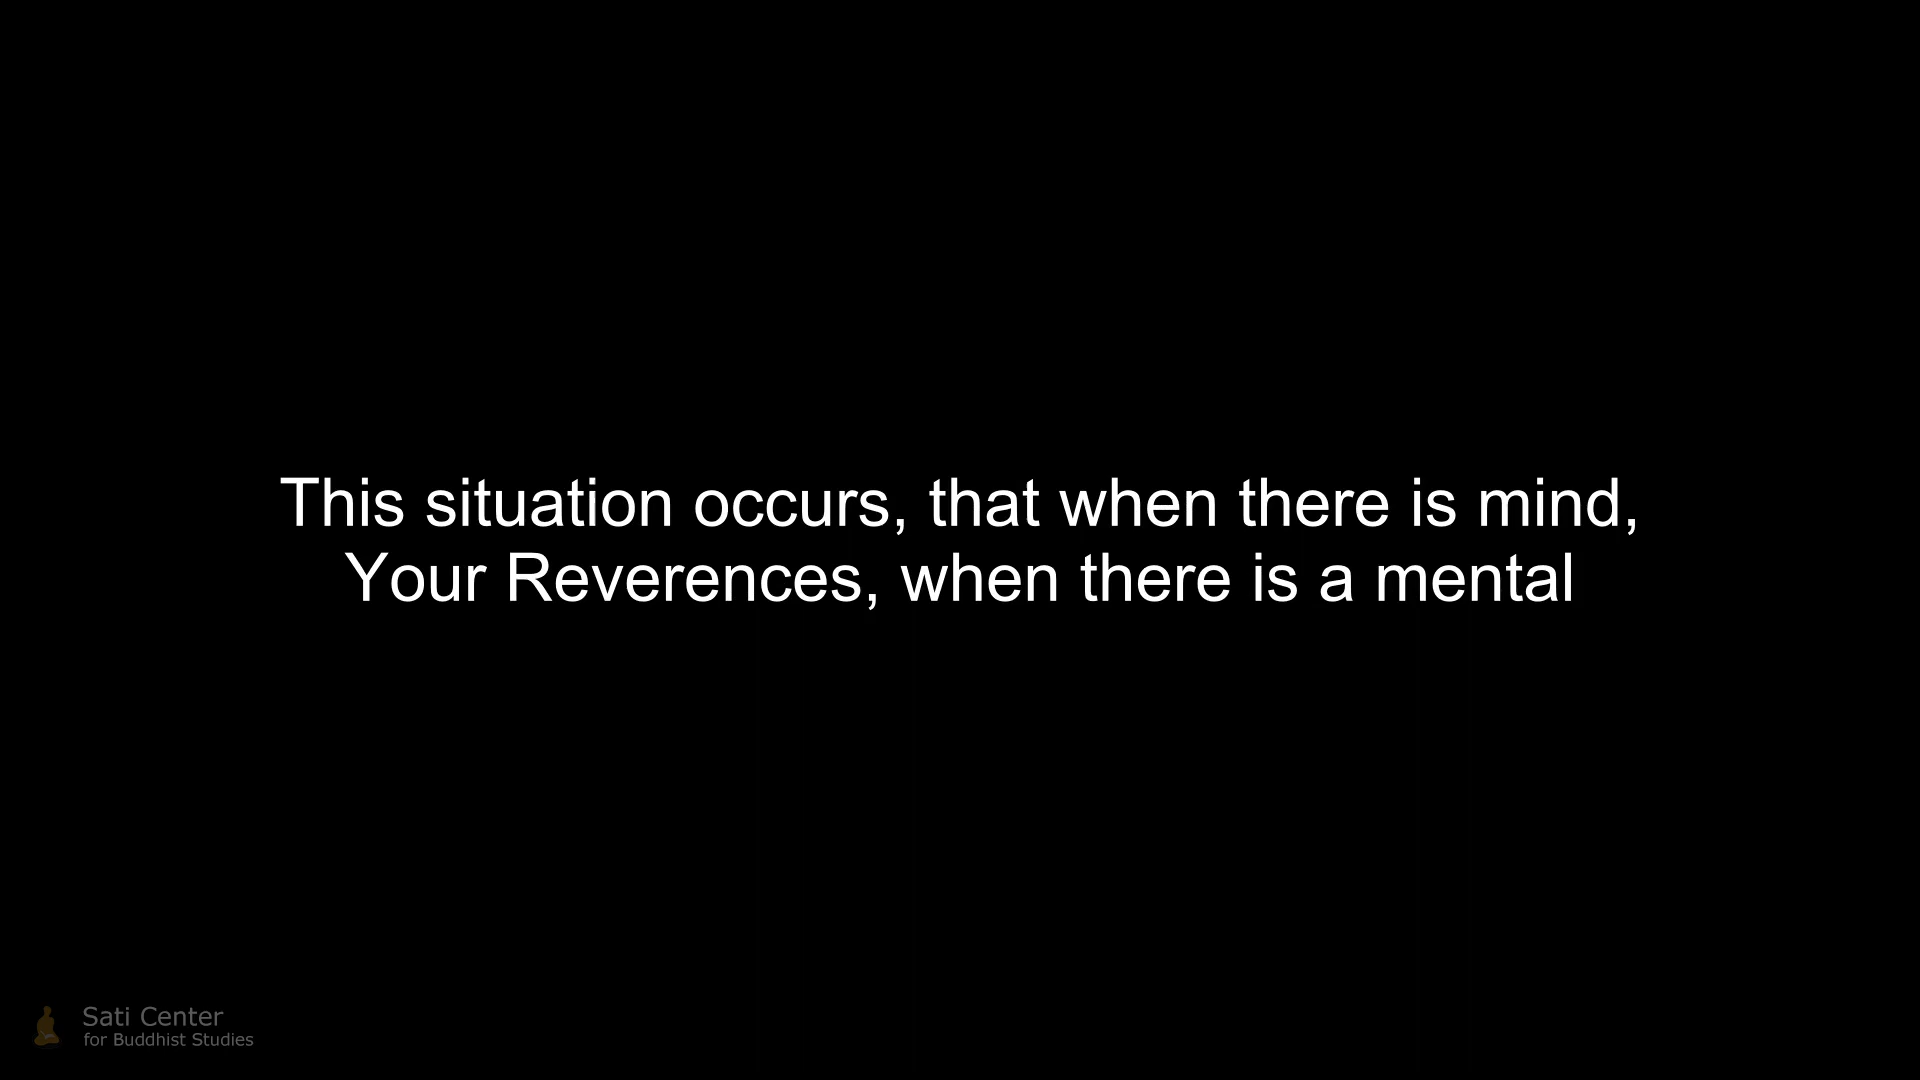 This situation occurs, that when there is mind,
Your Reverences, when there is a mental
Sati Center
for Buddhist Studies